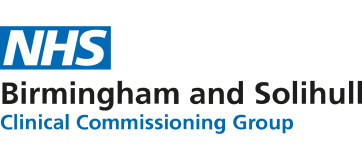 NHS
Birmingham and Solihull
Clinical Commissioning Group